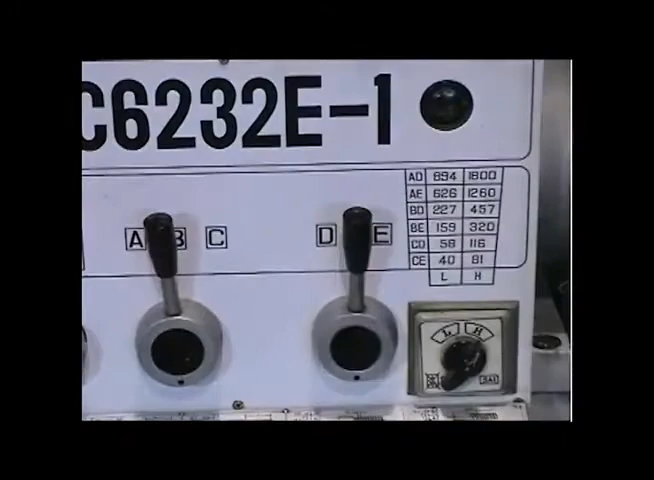 C6232E-1
AD 894 1800
AE 626 1260
BD 227 457
BE 159 320
CD 58 116
CE 40 81
L H
A B C
D E
L H